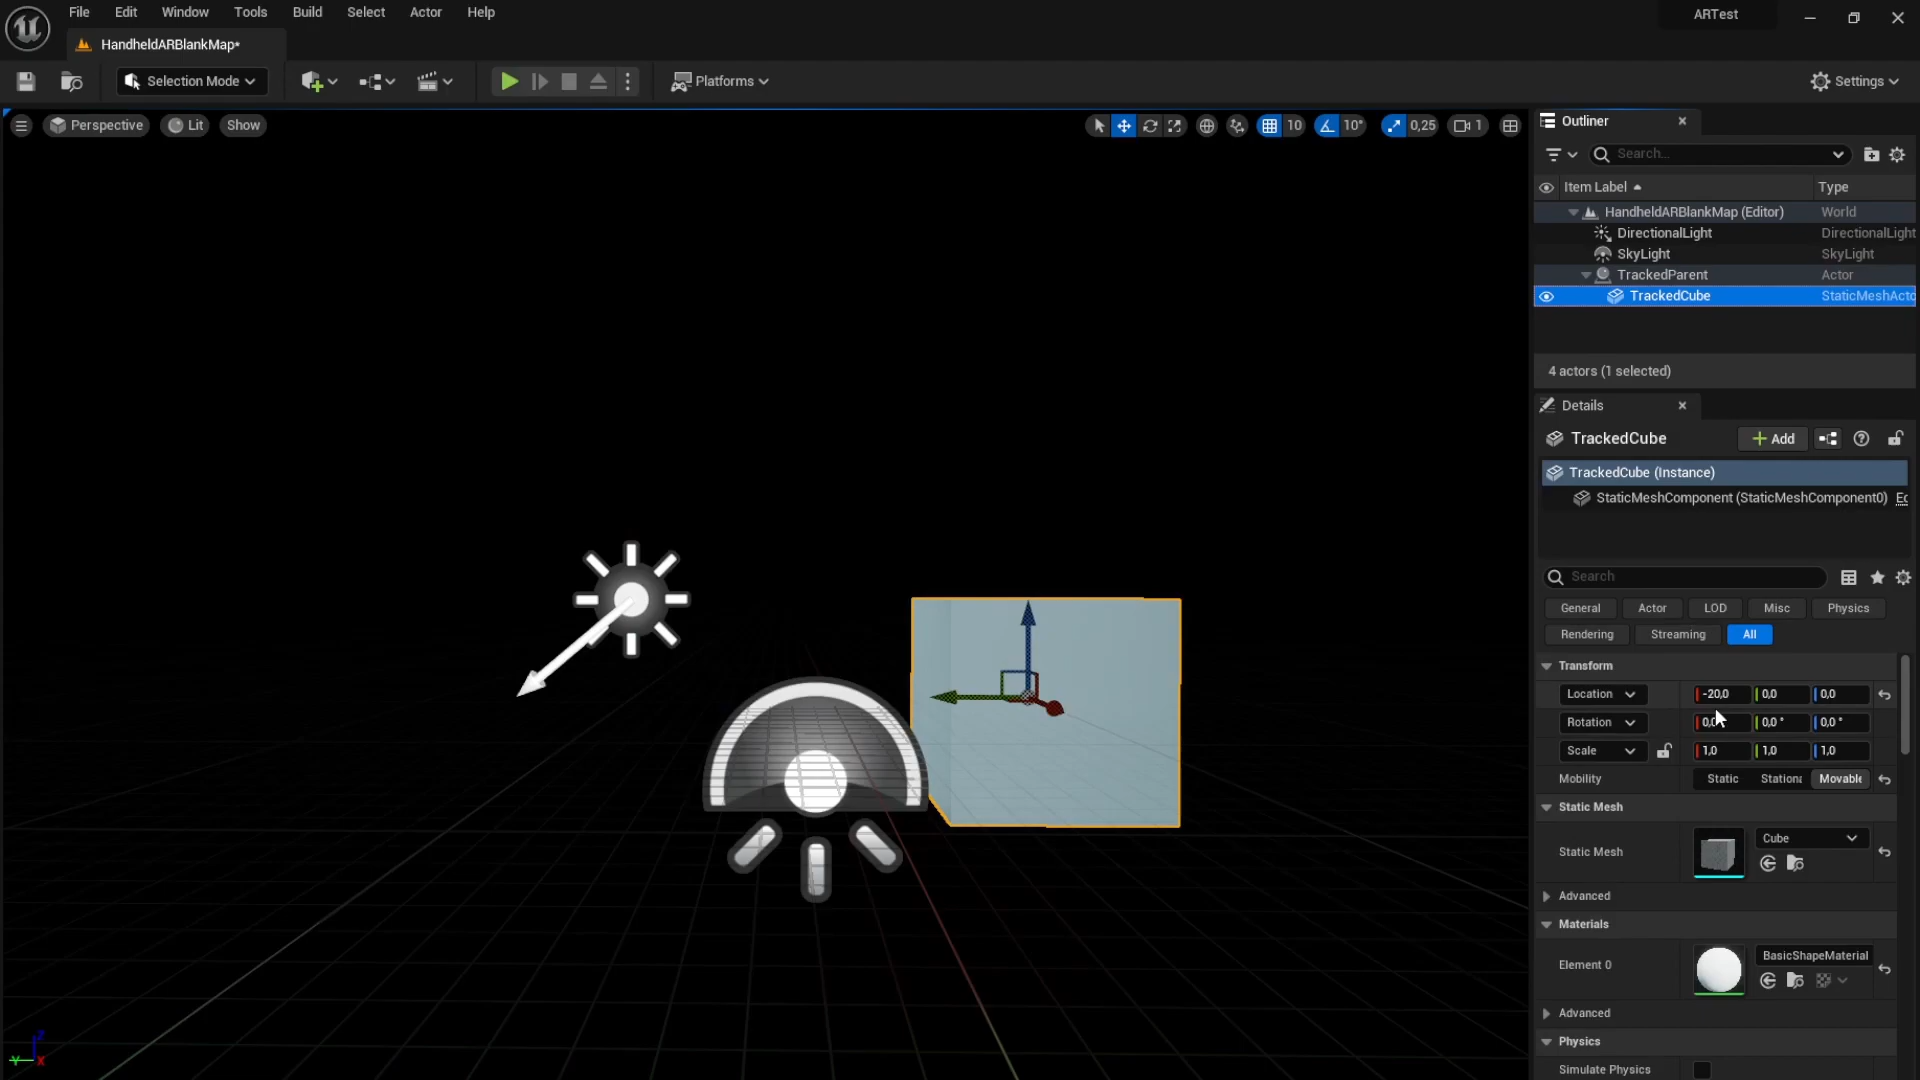 File Edit Window Tools Build Select Actor Help
ARTest
HandheldARBlankMap*
Selection Mode
Platforms
Settings
Perspective Lit Show
10 10° 0,25 1
Outliner
Search...
Item Label Type
HandheldARBlankMap (Editor) World
DirectionalLight DirectionalLight
SkyLight SkyLight
TrackedParent Actor
TrackedCube StaticMeshActo
4 actors (1 selected)
Details
TrackedCube Add
TrackedCube (Instance)
StaticMeshComponent (StaticMeshComponent0) Ec
Search
General Actor LOD Misc Physics
Rendering Streaming All
Transform
Location -20,0 0,0 0,0
Rotation 0,0 0,0 ° 0,0 °
Scale 1,0 1,0 1,0
Mobility Static Stationa Movable
Static Mesh
Static Mesh Cube
Advanced
Materials
Element 0 BasicShapeMaterial
Advanced
Physics
Simulate Physics
Z
Y X